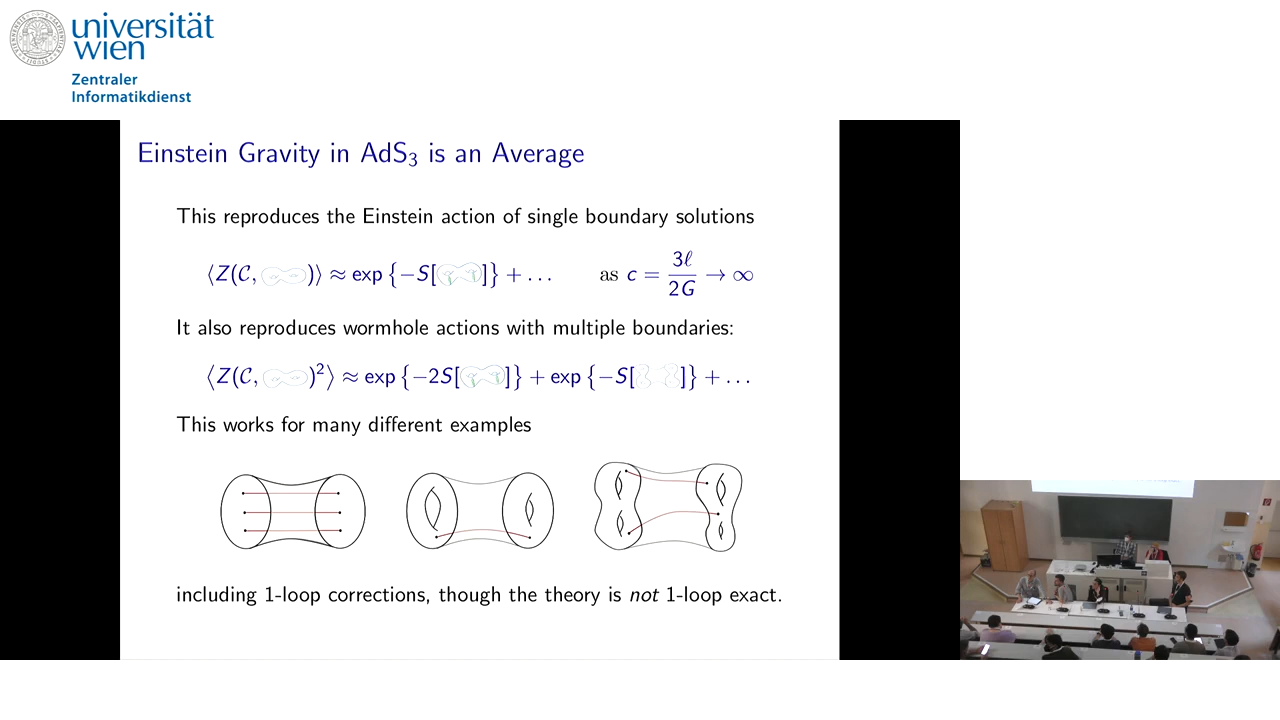 universität
wien
Zentraler
Informatikdienst
Einstein Gravity in AdS₃ is an Average
This reproduces the Einstein action of single boundary solutions
⟨Z(𝒞, )⟩ ≈ exp {−S[ ]} + … as c = 3ℓ/2G → ∞
It also reproduces wormhole actions with multiple boundaries:
⟨Z(𝒞, )²⟩ ≈ exp {−2S[ ]} + exp {−S[ ]} + …
This works for many different examples
including 1-loop corrections, though the theory is not 1-loop exact.